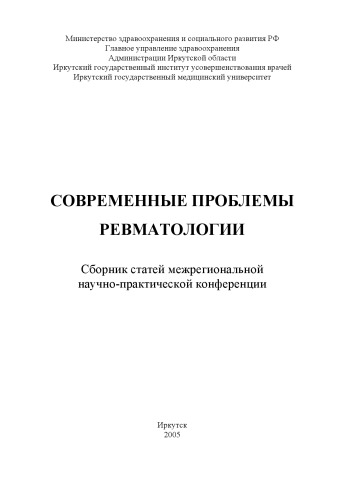 Министерство здравоохранения и социального развития РФ
Главное управление здравоохранения
Администрации Иркутской области
Иркутский государственный институт усовершенствования врачей
Иркутский государственный медицинский университет
СОВРЕМЕННЫЕ ПРОБЛЕМЫ
РЕВМАТОЛОГИИ
Сборник статей межрегиональной
научно-практической конференции
Иркутск
2005